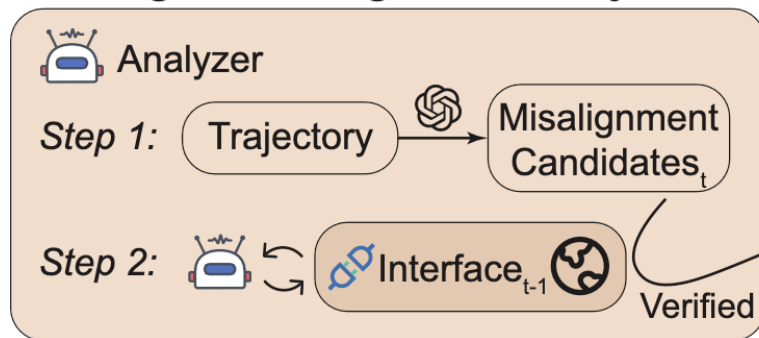 Analyzer
Step 1:
Trajectory
Misalignment
Candidates_t
Step 2:
Interface_t-1
Verified